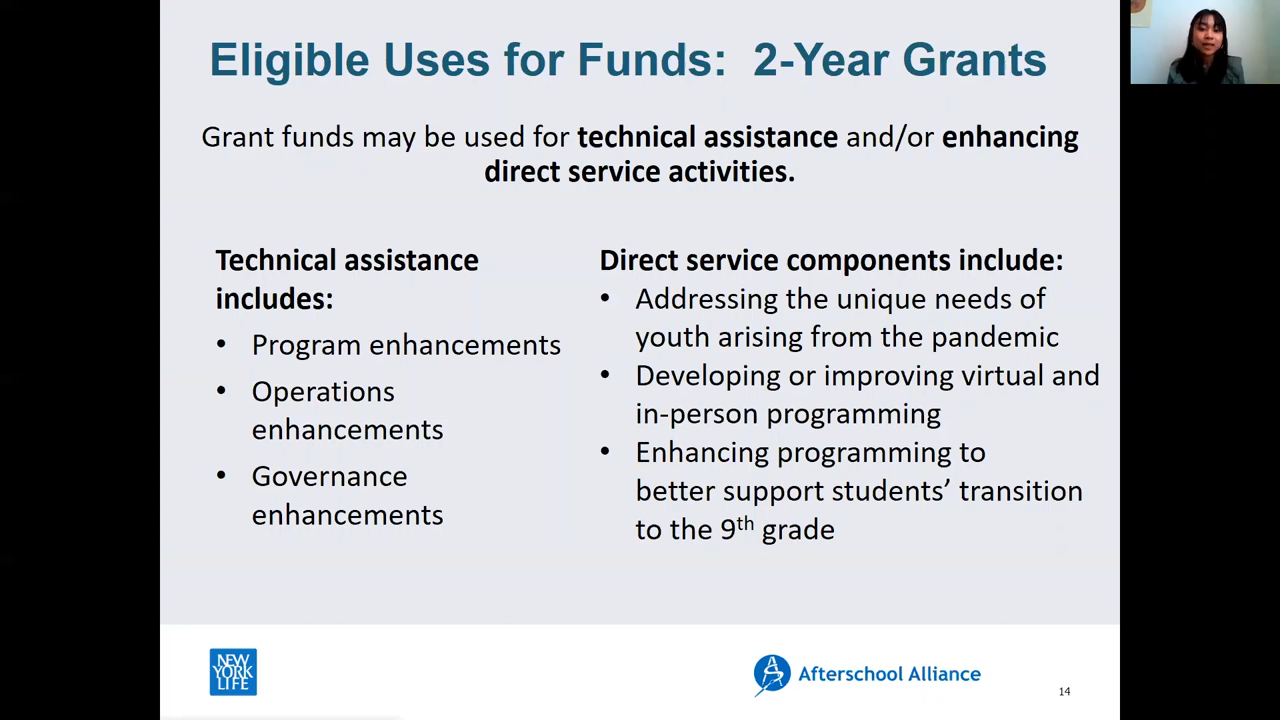 Eligible Uses for Funds: 2-Year Grants
Grant funds may be used for technical assistance and/or enhancing
direct service activities.
Technical assistance
includes:
• Program enhancements
• Operations
enhancements
• Governance
enhancements
Direct service components include:
• Addressing the unique needs of
youth arising from the pandemic
• Developing or improving virtual and
in-person programming
• Enhancing programming to
better support students’ transition
to the 9th grade
NEW
YORK
LIFE
Afterschool Alliance
14